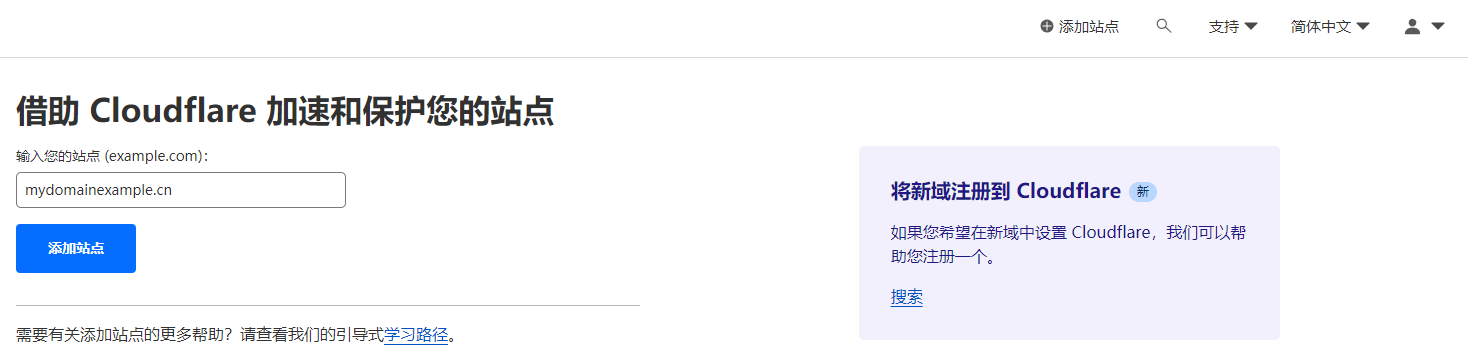 添加站点
支持
简体中文
借助 Cloudflare 加速和保护您的站点
输入您的站点 (example.com)：
mydomainexample.cn
添加站点
需要有关添加站点的更多帮助？请查看我们的引导式学习路径。
将新域注册到 Cloudflare 新
如果您希望在新域中设置 Cloudflare，我们可以帮
助您注册一个。
搜索